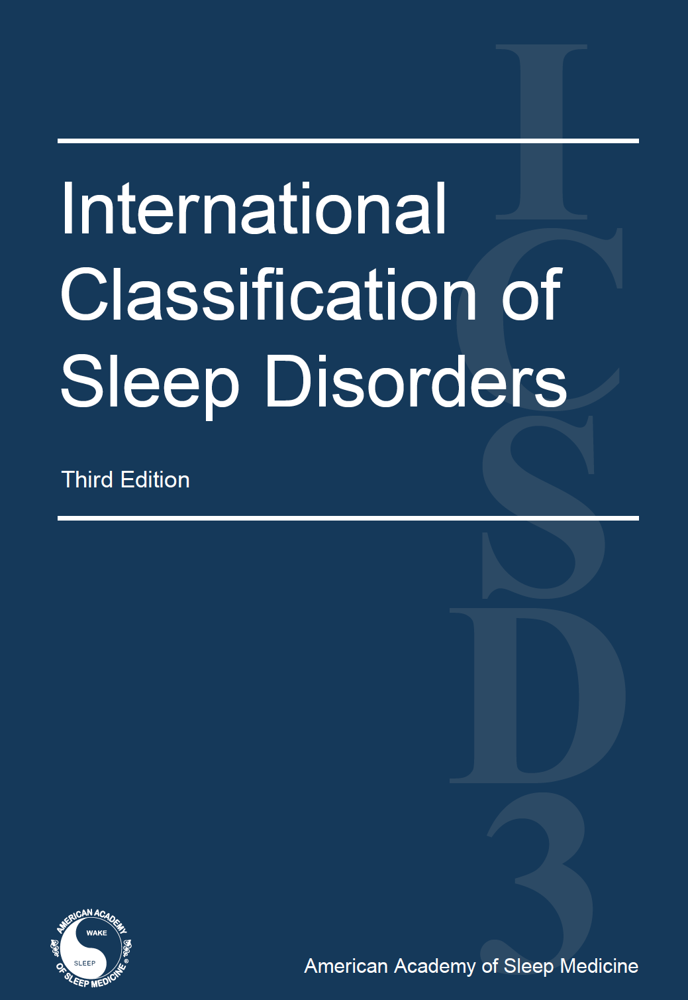 I
C
S
D
3
International
Classification of
Sleep Disorders
Third Edition
AMERICAN ACADEMY
WAKE
SLEEP
OF SLEEP MEDICINE ®
American Academy of Sleep Medicine